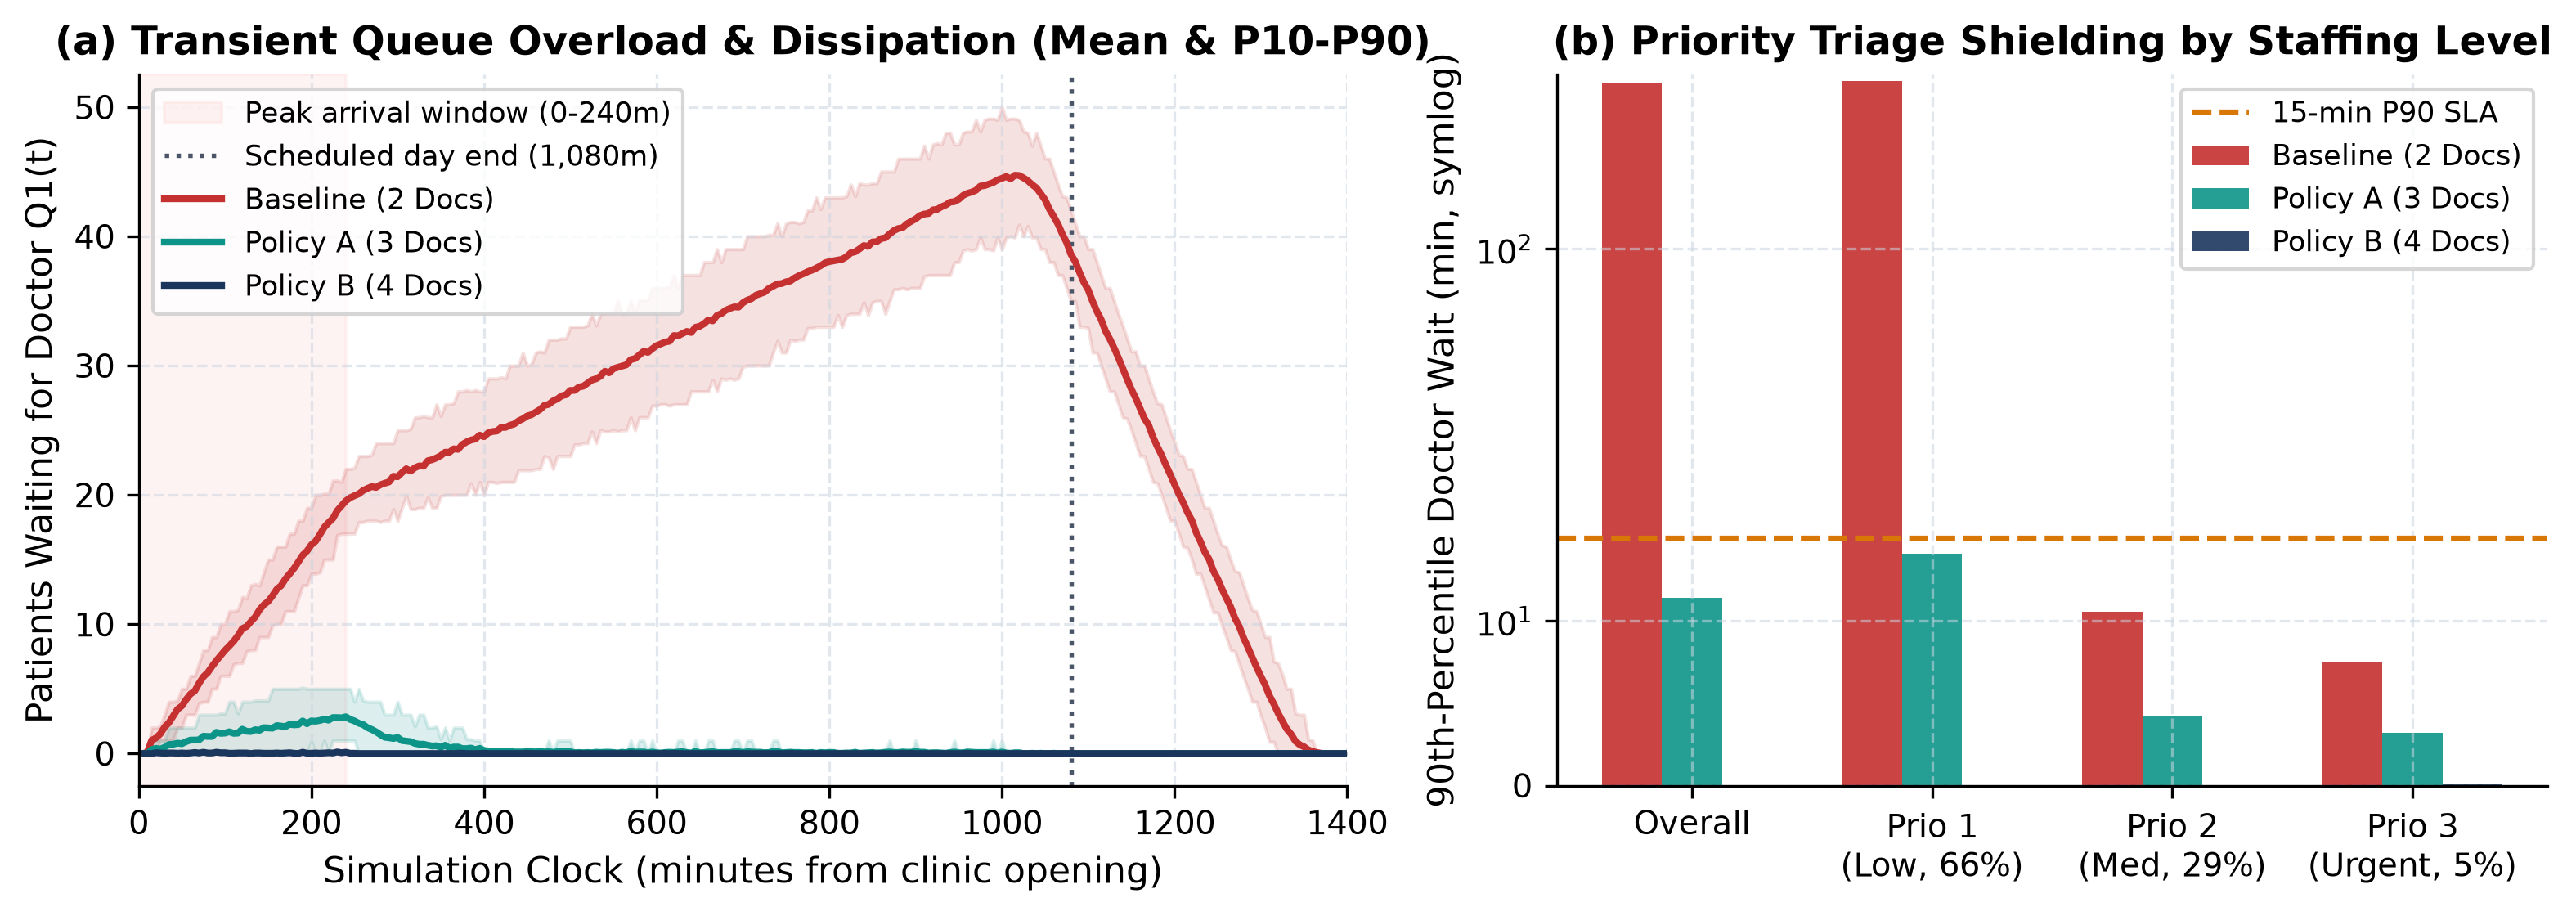 (a) Transient Queue Overload & Dissipation (Mean & P10-P90)
Patients Waiting for Doctor Q1(t)
50
40
30
20
10
0
Peak arrival window (0-240m)
Scheduled day end (1,080m)
Baseline (2 Docs)
Policy A (3 Docs)
Policy B (4 Docs)
0 200 400 600 800 1000 1200 1400
Simulation Clock (minutes from clinic opening)
(b) Priority Triage Shielding by Staffing Level
90th-Percentile Doctor Wait (min, symlog)
10²
10¹
0
15-min P90 SLA
Baseline (2 Docs)
Policy A (3 Docs)
Policy B (4 Docs)
Overall
Prio 1
(Low, 66%)
Prio 2
(Med, 29%)
Prio 3
(Urgent, 5%)